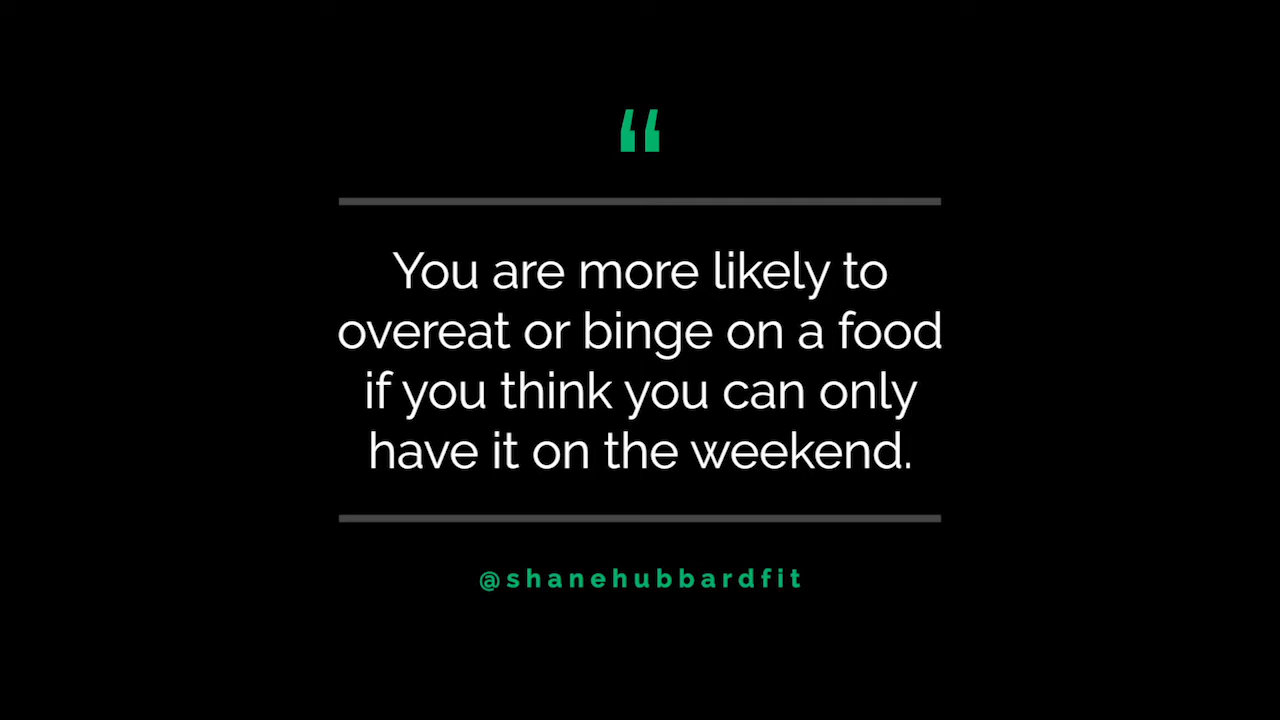 “
You are more likely to
overeat or binge on a food
if you think you can only
have it on the weekend.
@shanehubbardfit